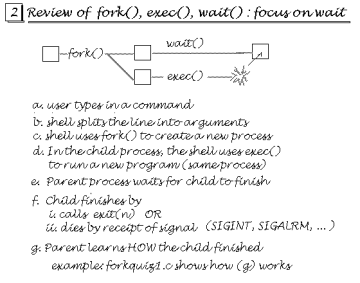 2 Review of fork(), exec(), wait() : focus on wait
wait()
fork()
exec()
a. user types in a command
b. shell splits the line into arguments
c. shell uses fork() to create a new process
d. In the child process, the shell uses exec()
to run a new program (same process)
e. Parent process waits for child to finish
f. Child finishes by
i. calls exit(n) OR
ii. dies by receipt of signal (SIGINT, SIGALRM, ... )
g. Parent learns HOW the child finished
example: forkquiz1.c shows how (g) works